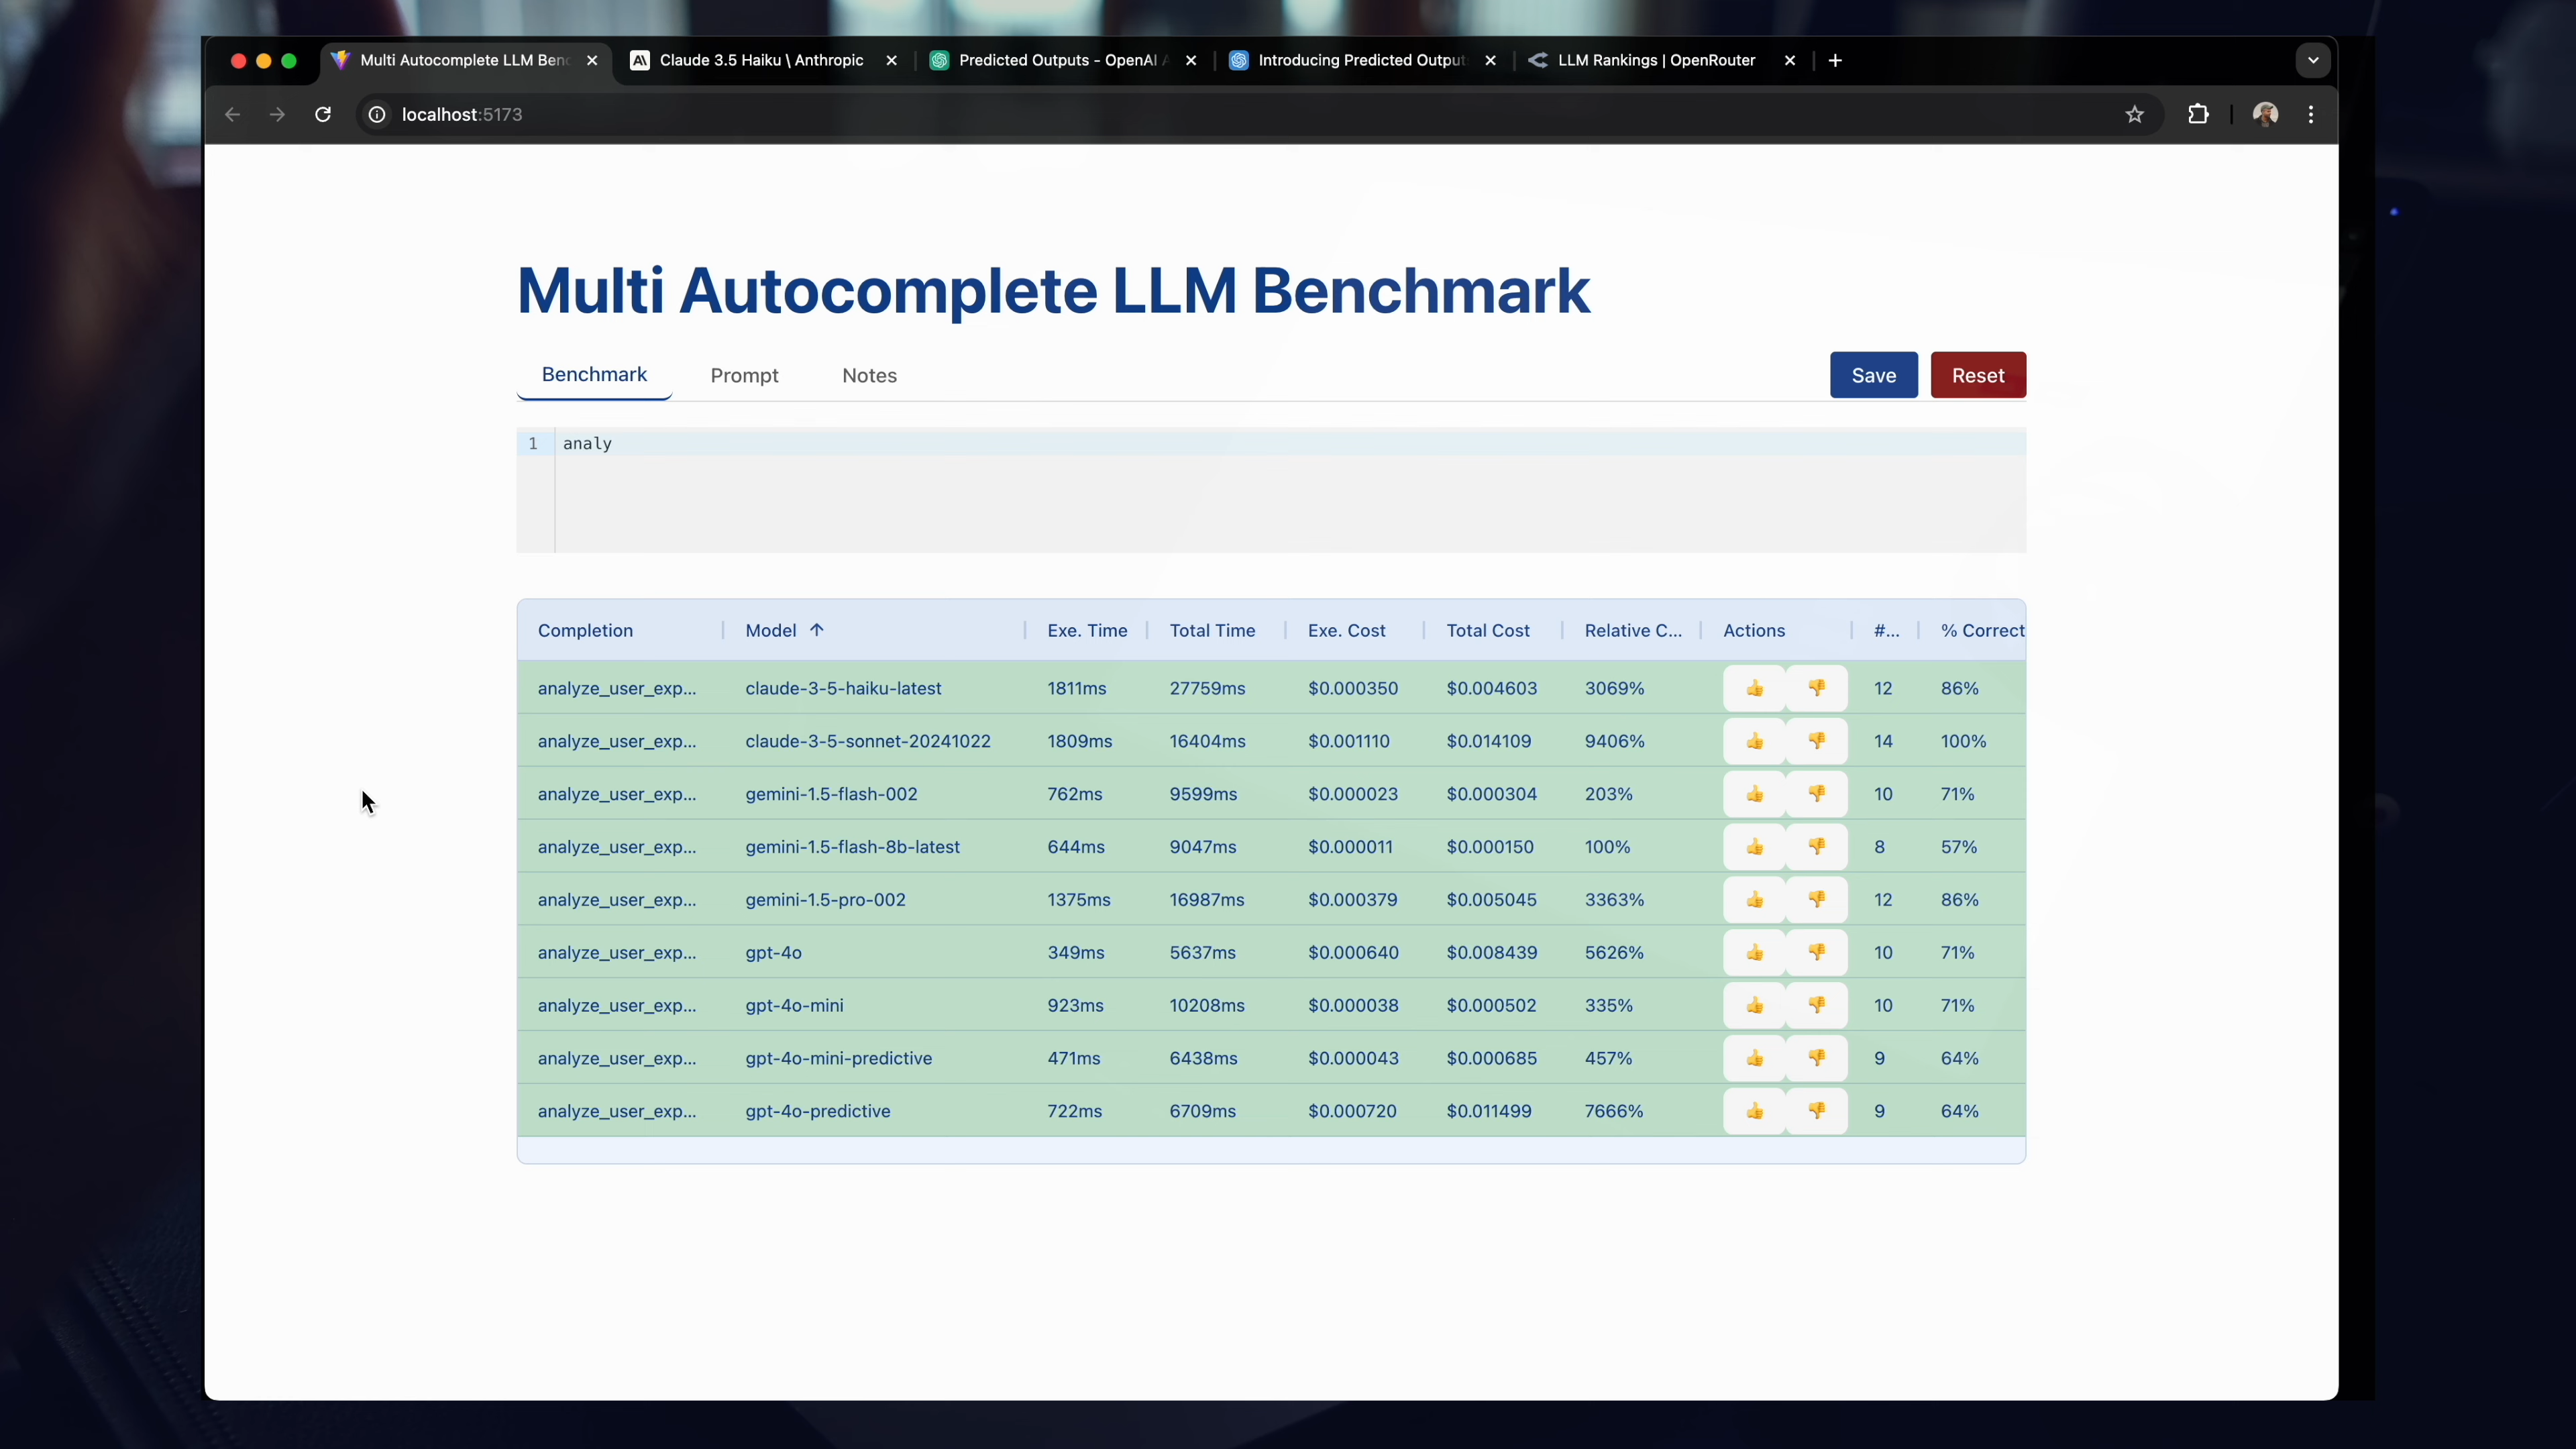 Multi Autocomplete LLM Benc
Claude 3.5 Haiku \ Anthropic
Predicted Outputs - OpenAI A
Introducing Predicted Output
LLM Rankings | OpenRouter
localhost:5173
Multi Autocomplete LLM Benchmark
Benchmark Prompt Notes Save Reset
1 analy
Completion Model ↑ Exe. Time Total Time Exe. Cost Total Cost Relative C... Actions #... % Correct
analyze_user_exp... claude-3-5-haiku-latest 1811ms 27759ms $0.000350 $0.004603 3069% 👍 👎 12 86%
analyze_user_exp... claude-3-5-sonnet-20241022 1809ms 16404ms $0.001110 $0.014109 9406% 👍 👎 14 100%
analyze_user_exp... gemini-1.5-flash-002 762ms 9599ms $0.000023 $0.000304 203% 👍 👎 10 71%
analyze_user_exp... gemini-1.5-flash-8b-latest 644ms 9047ms $0.000011 $0.000150 100% 👍 👎 8 57%
analyze_user_exp... gemini-1.5-pro-002 1375ms 16987ms $0.000379 $0.005045 3363% 👍 👎 12 86%
analyze_user_exp... gpt-4o 349ms 5637ms $0.000640 $0.008439 5626% 👍 👎 10 71%
analyze_user_exp... gpt-4o-mini 923ms 10208ms $0.000038 $0.000502 335% 👍 👎 10 71%
analyze_user_exp... gpt-4o-mini-predictive 471ms 6438ms $0.000043 $0.000685 457% 👍 👎 9 64%
analyze_user_exp... gpt-4o-predictive 722ms 6709ms $0.000720 $0.011499 7666% 👍 👎 9 64%